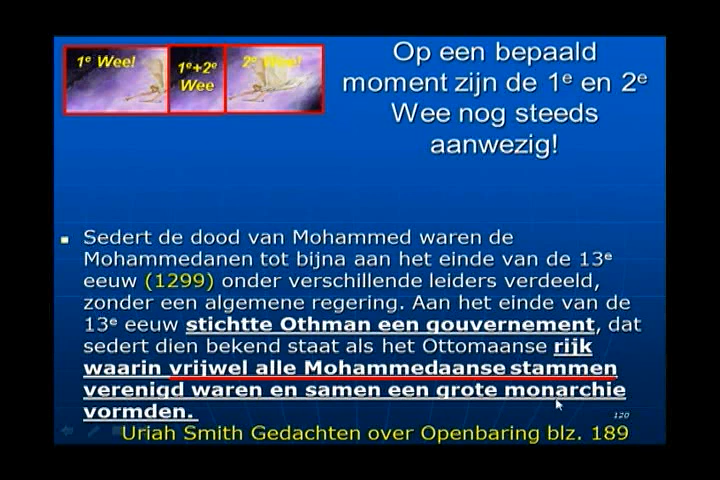 1e Wee!
1e+2e
Wee
2e Wee!
Op een bepaald
moment zijn de 1e en 2e
Wee nog steeds
aanwezig!
Sedert de dood van Mohammed waren de
Mohammedanen tot bijna aan het einde van de 13e
eeuw (1299) onder verschillende leiders verdeeld,
zonder een algemene regering. Aan het einde van de
13e eeuw stichtte Othman een gouvernement, dat
sedert dien bekend staat als het Ottomaanse rijk
waarin vrijwel alle Mohammedaanse stammen
verenigd waren en samen een grote monarchie
vormden.
120
Uriah Smith Gedachten over Openbaring blz. 189